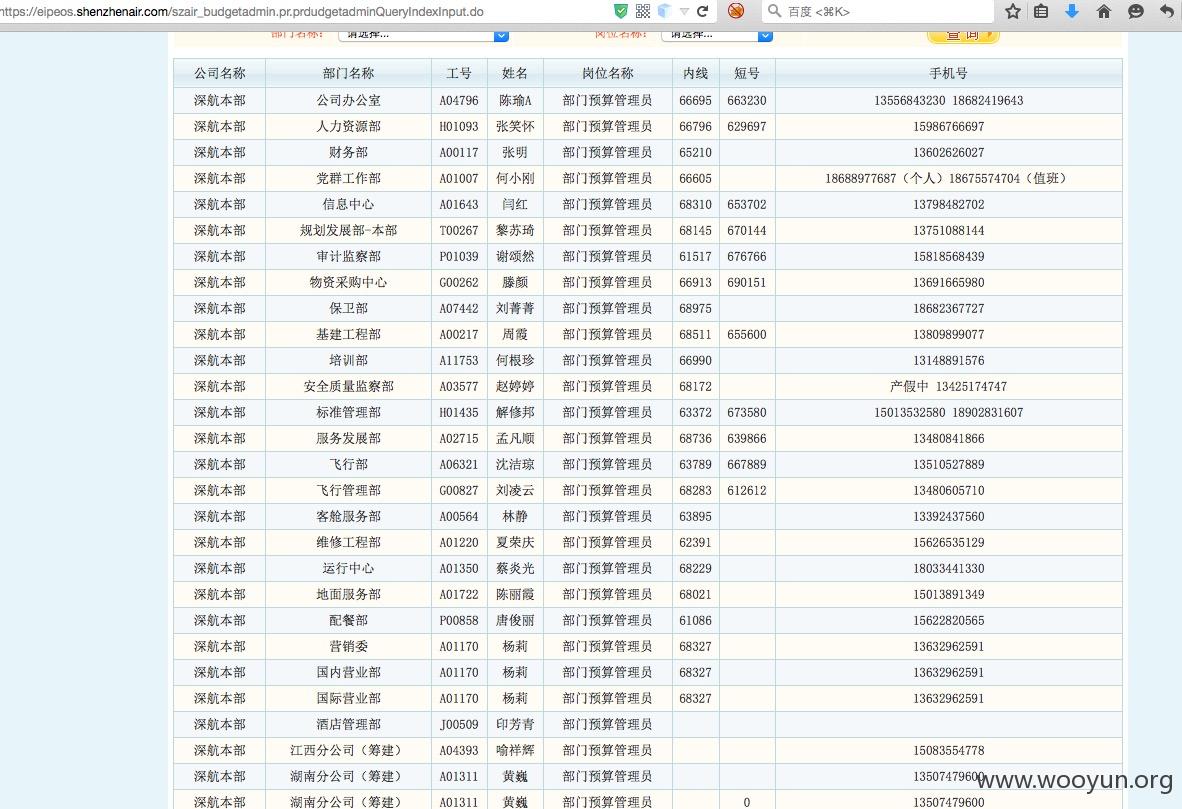 https://eipeos.shenzhenair.com/szair_budgetadmin.pr.prdudgetadminQueryIndexInput.do 百度 <⌘K>
部门名称: 请选择... 岗位名称: 请选择... 查 询
公司名称 部门名称 工号 姓名 岗位名称 内线 短号 手机号
深航本部 公司办公室 A04796 陈瑜A 部门预算管理员 66695 663230 13556843230 18682419643
深航本部 人力资源部 H01093 张笑怀 部门预算管理员 66796 629697 15986766697
深航本部 财务部 A00117 张明 部门预算管理员 65210 13602626027
深航本部 党群工作部 A01007 何小刚 部门预算管理员 66605 18688977687（个人）18675574704（值班）
深航本部 信息中心 A01643 闫红 部门预算管理员 68310 653702 13798482702
深航本部 规划发展部-本部 T00267 黎苏琦 部门预算管理员 68145 670144 13751088144
深航本部 审计监察部 P01039 谢颂然 部门预算管理员 61517 676766 15818568439
深航本部 物资采购中心 G00262 滕颜 部门预算管理员 66913 690151 13691665980
深航本部 保卫部 A07442 刘菁菁 部门预算管理员 68975 18682367727
深航本部 基建工程部 A00217 周霞 部门预算管理员 68511 655600 13809899077
深航本部 培训部 A11753 何根珍 部门预算管理员 66990 13148891576
深航本部 安全质量监察部 A03577 赵婷婷 部门预算管理员 68172 产假中 13425174747
深航本部 标准管理部 H01435 解修邦 部门预算管理员 63372 673580 15013532580 18902831607
深航本部 服务发展部 A02715 孟凡顺 部门预算管理员 68736 639866 13480841866
深航本部 飞行部 A06321 沈洁琼 部门预算管理员 63789 667889 13510527889
深航本部 飞行管理部 G00827 刘凌云 部门预算管理员 68283 612612 13480605710
深航本部 客舱服务部 A00564 林静 部门预算管理员 63895 13392437560
深航本部 维修工程部 A01220 夏荣庆 部门预算管理员 62391 15626535129
深航本部 运行中心 A01350 蔡炎光 部门预算管理员 68229 18033441330
深航本部 地面服务部 A01722 陈丽霞 部门预算管理员 68021 15013891349
深航本部 配餐部 P00858 唐俊丽 部门预算管理员 61086 15622820565
深航本部 营销委 A01170 杨莉 部门预算管理员 68327 13632962591
深航本部 国内营业部 A01170 杨莉 部门预算管理员 68327 13632962591
深航本部 国际营业部 A01170 杨莉 部门预算管理员 68327 13632962591
深航本部 酒店管理部 J00509 印芳青 部门预算管理员
深航本部 江西分公司（筹建） A04393 喻祥辉 部门预算管理员 15083554778
深航本部 湖南分公司（筹建） A01311 黄巍 部门预算管理员 13507479600
www.wooyun.org
深航本部 湖南分公司（筹建） A01311 黄巍 部门预算管理员 0 13507479600